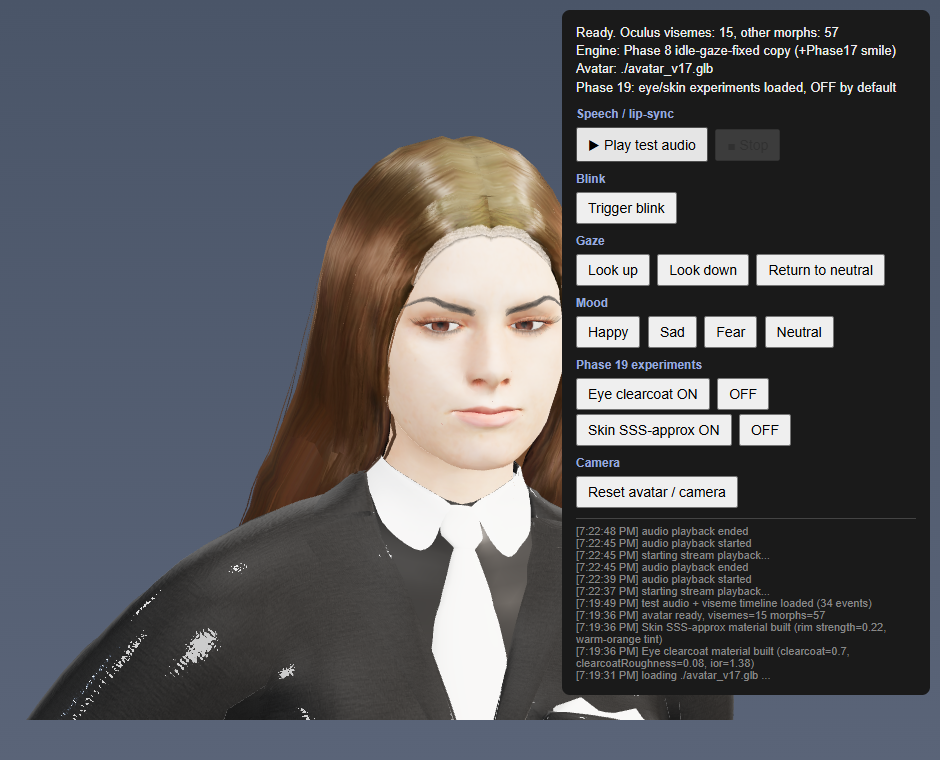 Ready. Oculus visemes: 15, other morphs: 57
Engine: Phase 8 idle-gaze-fixed copy (+Phase17 smile)
Avatar: ./avatar_v17.glb
Phase 19: eye/skin experiments loaded, OFF by default
Speech / lip-sync
▶ Play test audio
■ Stop
Blink
Trigger blink
Gaze
Look up
Look down
Return to neutral
Mood
Happy
Sad
Fear
Neutral
Phase 19 experiments
Eye clearcoat ON
OFF
Skin SSS-approx ON
OFF
Camera
Reset avatar / camera
[7:22:48 PM] audio playback ended
[7:22:45 PM] audio playback started
[7:22:45 PM] starting stream playback...
[7:22:45 PM] audio playback ended
[7:22:39 PM] audio playback started
[7:22:37 PM] starting stream playback...
[7:19:49 PM] test audio + viseme timeline loaded (34 events)
[7:19:36 PM] avatar ready, visemes=15 morphs=57
[7:19:36 PM] Skin SSS-approx material built (rim strength=0.22,
warm-orange tint)
[7:19:36 PM] Eye clearcoat material built (clearcoat=0.7,
clearcoatRoughness=0.08, ior=1.38)
[7:19:31 PM] loading ./avatar_v17.glb ...